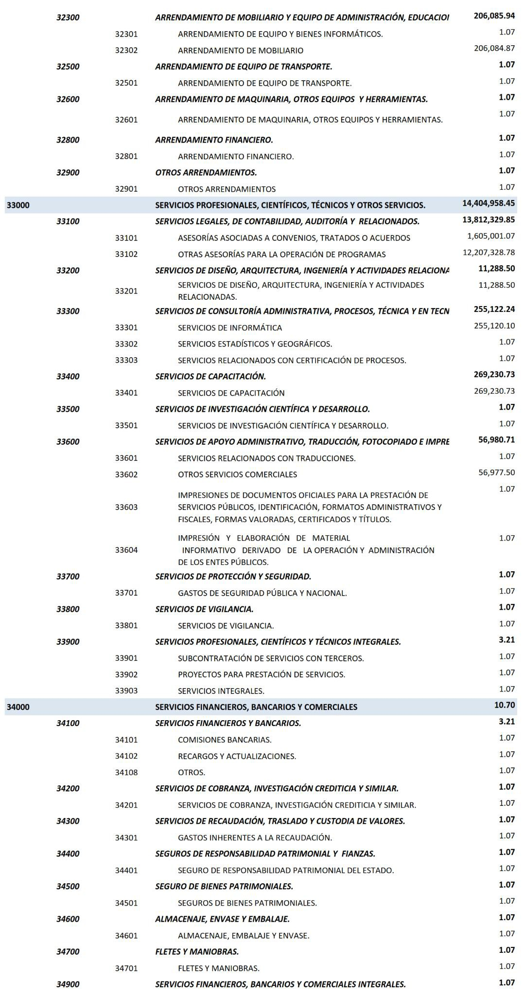 32300 ARRENDAMIENTO DE MOBILIARIO Y EQUIPO DE ADMINISTRACIÓN, EDUCACIO 206,085.94
32301 ARRENDAMIENTO DE EQUIPO Y BIENES INFORMÁTICOS. 1.07
32302 ARRENDAMIENTO DE MOBILIARIO 206,084.87
32500 ARRENDAMIENTO DE EQUIPO DE TRANSPORTE. 1.07
32501 ARRENDAMIENTO DE EQUIPO DE TRANSPORTE. 1.07
32600 ARRENDAMIENTO DE MAQUINARIA, OTROS EQUIPOS Y HERRAMIENTAS. 1.07
32601 ARRENDAMIENTO DE MAQUINARIA, OTROS EQUIPOS Y HERRAMIENTAS. 1.07
32800 ARRENDAMIENTO FINANCIERO. 1.07
32801 ARRENDAMIENTO FINANCIERO. 1.07
32900 OTROS ARRENDAMIENTOS. 1.07
32901 OTROS ARRENDAMIENTOS 1.07
33000 SERVICIOS PROFESIONALES, CIENTÍFICOS, TÉCNICOS Y OTROS SERVICIOS. 14,404,958.45
33100 SERVICIOS LEGALES, DE CONTABILIDAD, AUDITORÍA Y RELACIONADOS. 13,812,329.85
33101 ASESORÍAS ASOCIADAS A CONVENIOS, TRATADOS O ACUERDOS 1,605,001.07
33102 OTRAS ASESORÍAS PARA LA OPERACIÓN DE PROGRAMAS 12,207,328.78
33200 SERVICIOS DE DISEÑO, ARQUITECTURA, INGENIERÍA Y ACTIVIDADES RELACIONA 11,288.50
33201 SERVICIOS DE DISEÑO, ARQUITECTURA, INGENIERÍA Y ACTIVIDADES 11,288.50
RELACIONADAS.
33300 SERVICIOS DE CONSULTORÍA ADMINISTRATIVA, PROCESOS, TÉCNICA Y EN TECN 255,122.24
33301 SERVICIOS DE INFORMÁTICA 255,120.10
33302 SERVICIOS ESTADÍSTICOS Y GEOGRÁFICOS. 1.07
33303 SERVICIOS RELACIONADOS CON CERTIFICACIÓN DE PROCESOS. 1.07
33400 SERVICIOS DE CAPACITACIÓN. 269,230.73
33401 SERVICIOS DE CAPACITACIÓN 269,230.73
33500 SERVICIOS DE INVESTIGACIÓN CIENTÍFICA Y DESARROLLO. 1.07
33501 SERVICIOS DE INVESTIGACIÓN CIENTÍFICA Y DESARROLLO. 1.07
33600 SERVICIOS DE APOYO ADMINISTRATIVO, TRADUCCIÓN, FOTOCOPIADO E IMPRE 56,980.71
33601 SERVICIOS RELACIONADOS CON TRADUCCIONES. 1.07
33602 OTROS SERVICIOS COMERCIALES 56,977.50
IMPRESIONES DE DOCUMENTOS OFICIALES PARA LA PRESTACIÓN DE 1.07
33603 SERVICIOS PÚBLICOS, IDENTIFICACIÓN, FORMATOS ADMINISTRATIVOS Y
FISCALES, FORMAS VALORADAS, CERTIFICADOS Y TÍTULOS.
IMPRESIÓN Y ELABORACIÓN DE MATERIAL 1.07
33604 INFORMATIVO DERIVADO DE LA OPERACIÓN Y ADMINISTRACIÓN
DE LOS ENTES PÚBLICOS.
33700 SERVICIOS DE PROTECCIÓN Y SEGURIDAD. 1.07
33701 GASTOS DE SEGURIDAD PÚBLICA Y NACIONAL. 1.07
33800 SERVICIOS DE VIGILANCIA. 1.07
33801 SERVICIOS DE VIGILANCIA. 1.07
33900 SERVICIOS PROFESIONALES, CIENTÍFICOS Y TÉCNICOS INTEGRALES. 3.21
33901 SUBCONTRATACIÓN DE SERVICIOS CON TERCEROS. 1.07
33902 PROYECTOS PARA PRESTACIÓN DE SERVICIOS. 1.07
33903 SERVICIOS INTEGRALES. 1.07
34000 SERVICIOS FINANCIEROS, BANCARIOS Y COMERCIALES 10.70
34100 SERVICIOS FINANCIEROS Y BANCARIOS. 3.21
34101 COMISIONES BANCARIAS. 1.07
34102 RECARGOS Y ACTUALIZACIONES. 1.07
34108 OTROS. 1.07
34200 SERVICIOS DE COBRANZA, INVESTIGACIÓN CREDITICIA Y SIMILAR. 1.07
34201 SERVICIOS DE COBRANZA, INVESTIGACIÓN CREDITICIA Y SIMILAR. 1.07
34300 SERVICIOS DE RECAUDACIÓN, TRASLADO Y CUSTODIA DE VALORES. 1.07
34301 GASTOS INHERENTES A LA RECAUDACIÓN. 1.07
34400 SEGUROS DE RESPONSABILIDAD PATRIMONIAL Y FIANZAS. 1.07
34401 SEGURO DE RESPONSABILIDAD PATRIMONIAL DEL ESTADO. 1.07
34500 SEGURO DE BIENES PATRIMONIALES. 1.07
34501 SEGUROS DE BIENES PATRIMONIALES. 1.07
34600 ALMACENAJE, ENVASE Y EMBALAJE. 1.07
34601 ALMACENAJE, EMBALAJE Y ENVASE. 1.07
34700 FLETES Y MANIOBRAS. 1.07
34701 FLETES Y MANIOBRAS. 1.07
34900 SERVICIOS FINANCIEROS, BANCARIOS Y COMERCIALES INTEGRALES. 1.07